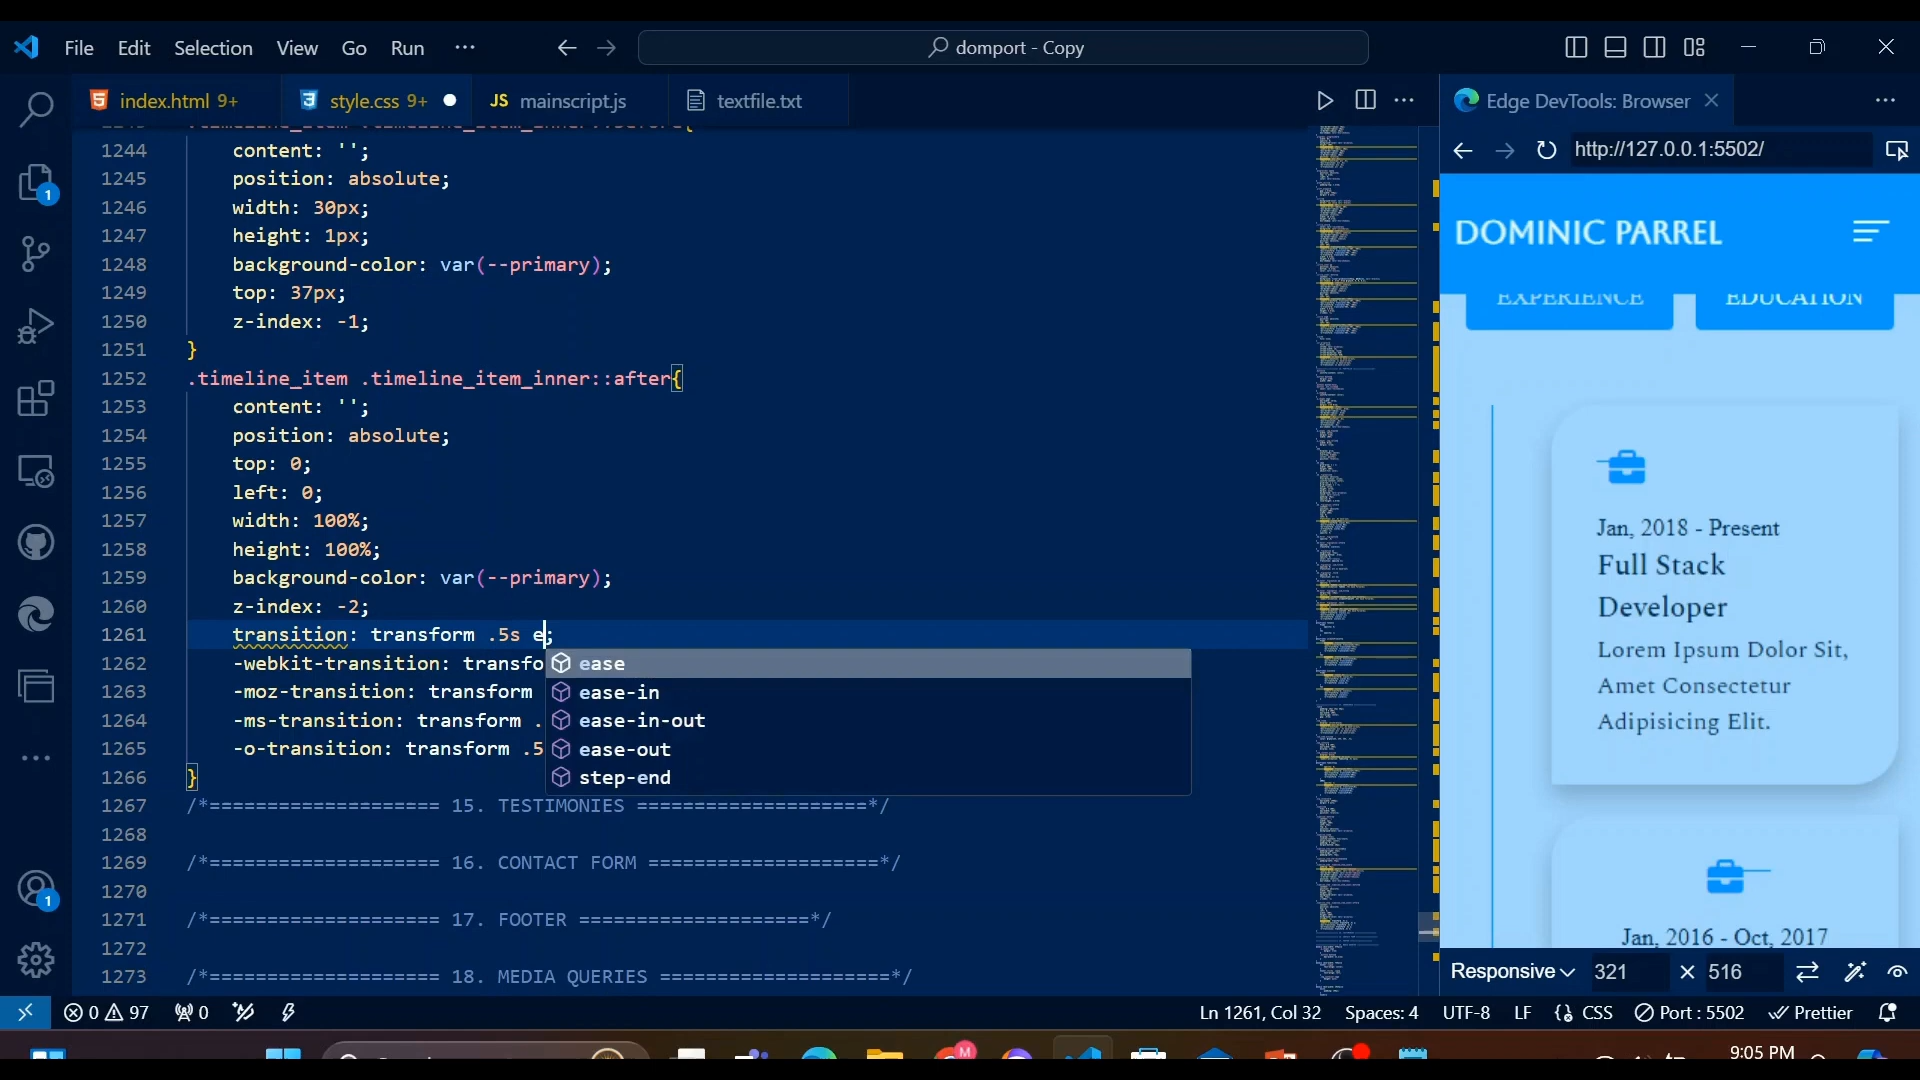 File Edit Selection View Go Run ··· domport - Copy
index.html 9+ style.css 9+ JS mainscript.js textfile.txt ··· Edge DevTools: Browser ···
http://127.0.0.1:5502/
1244 content: '';
1245 position: absolute;
1246 width: 30px;
1247 height: 1px;
1248 background-color: var(--primary);
1249 top: 37px;
1250 z-index: -1;
1251 }
1252 .timeline_item .timeline_item_inner::after{
1253 content: '';
1254 position: absolute;
1255 top: 0;
1256 left: 0;
1257 width: 100%;
1258 height: 100%;
1259 background-color: var(--primary);
1260 z-index: -2;
1261 transition: transform .5s e;
1262 -webkit-transition: transfo
1263 -moz-transition: transform
1264 -ms-transition: transform .
1265 -o-transition: transform .5
1266 }
1267 /*==================== 15. TESTIMONIES ====================*/
1268
1269 /*==================== 16. CONTACT FORM ====================*/
1270
1271 /*==================== 17. FOOTER ====================*/
1272
1273 /*==================== 18. MEDIA QUERIES ====================*/
ease
ease-in
ease-in-out
ease-out
step-end
DOMINIC PARREL
EXPERIENCE EDUCATION
Jan, 2018 - Present
Full Stack
Developer
Lorem Ipsum Dolor Sit,
Amet Consectetur
Adipisicing Elit.
Jan, 2016 - Oct, 2017
Responsive 321 × 516
1
1
0 97 0 Ln 1261, Col 32 Spaces: 4 UTF-8 LF CSS Port : 5502 Prettier
M 9:05 PM